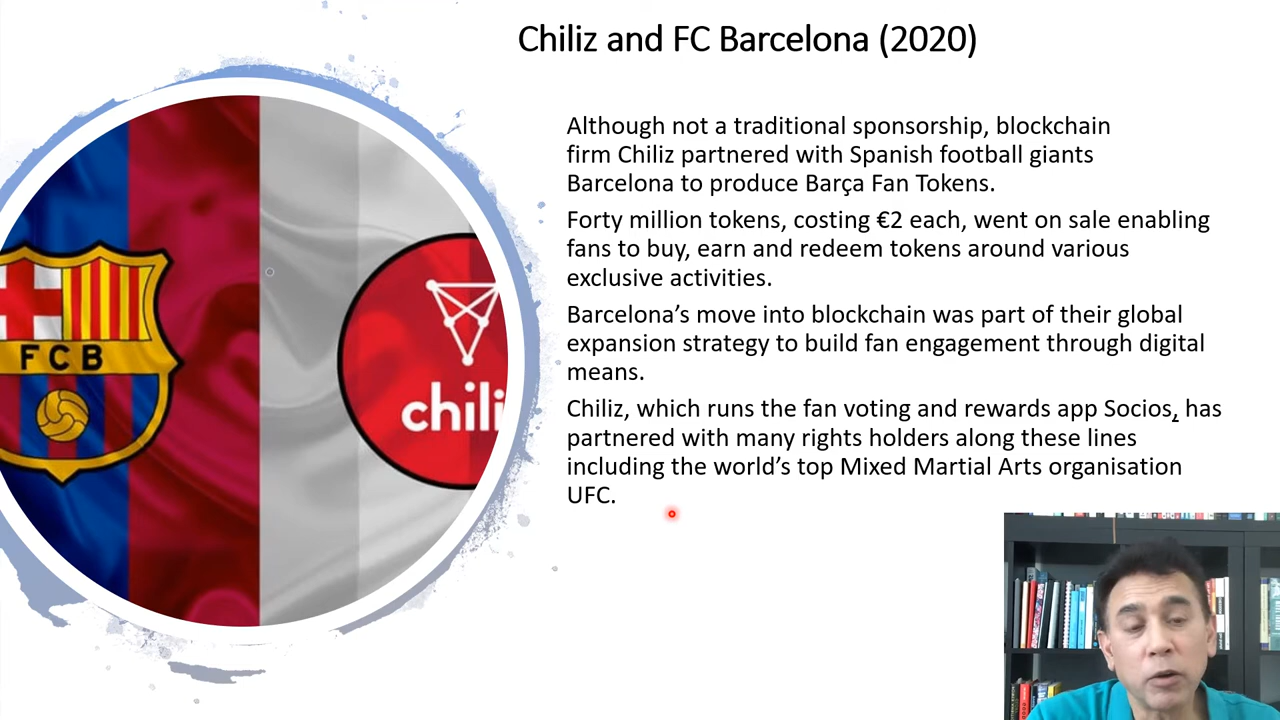 Chiliz and FC Barcelona (2020)
Although not a traditional sponsorship, blockchain
firm Chiliz partnered with Spanish football giants
Barcelona to produce Barça Fan Tokens.
Forty million tokens, costing €2 each, went on sale enabling
fans to buy, earn and redeem tokens around various
exclusive activities.
Barcelona’s move into blockchain was part of their global
expansion strategy to build fan engagement through digital
means.
Chiliz, which runs the fan voting and rewards app Socios, has
partnered with many rights holders along these lines
including the world’s top Mixed Martial Arts organisation
UFC.
FCB
chili